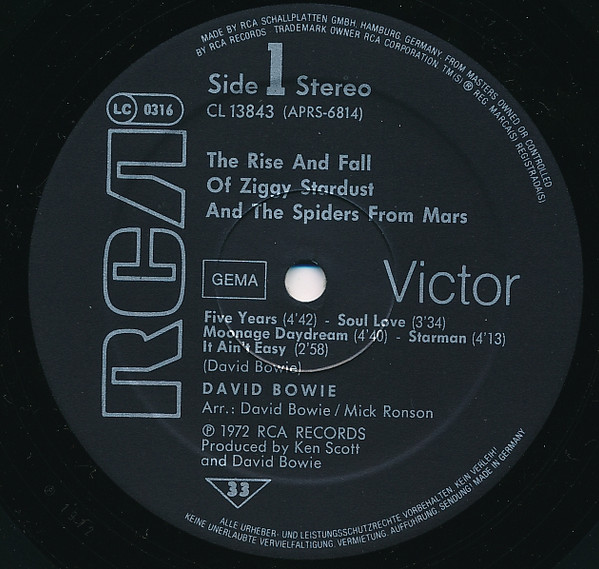 MADE BY RCA SCHALLPLATTEN GMBH. HAMBURG. GERMANY. FROM MASTERS OWNED OR CONTROLLED
BY RCA RECORDS TRADEMARK OWNER RCA CORPORATION TM(S) ® REG. MARCA(S) REGISTRADA(S)
Side 1 Stereo
LC 0316
CL 13843 (APRS-6814)
RCA
The Rise And Fall
Of Ziggy Stardust
And The Spiders From Mars
GEMA
Victor
Five Years (4'42) - Soul Love (3'34)
Moonage Daydream (4'40) - Starman (4'13)
It Ain't Easy (2'58)
(David Bowie)
DAVID BOWIE
Arr.: David Bowie / Mick Ronson
℗ 1972 RCA RECORDS
Produced by Ken Scott
and David Bowie
33
ALLE URHEBER- UND LEISTUNGSSCHUTZRECHTE VORBEHALTEN. KEIN VERLEIH!
KEINE UNERLAUBTE VERVIELFALTIGUNG. VERMIETUNG. AUFFUHRUNG. SENDUNG! MADE IN GERMANY